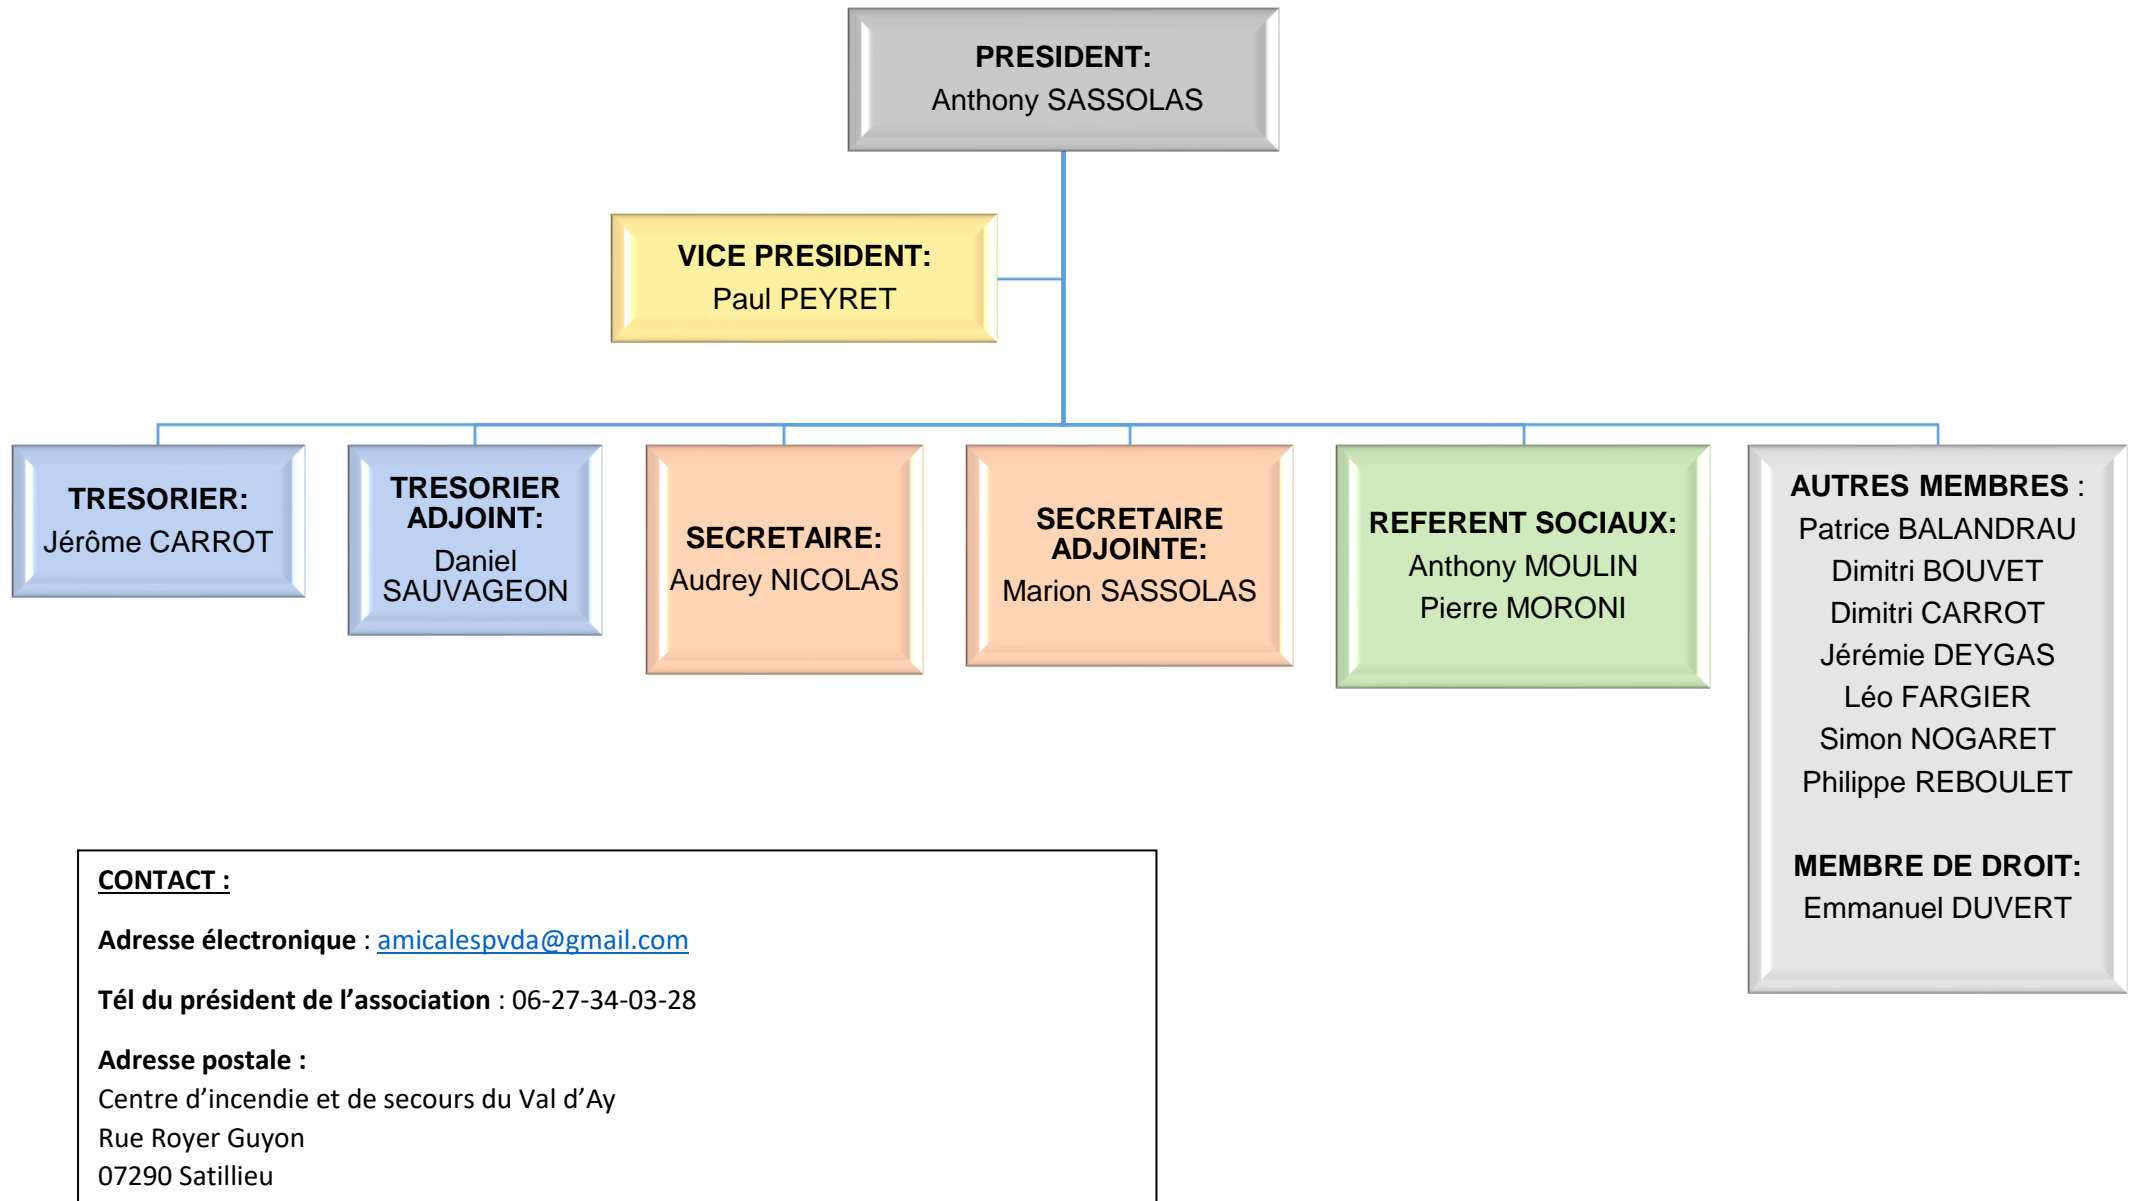 PRESIDENT:
Anthony SASSOLAS
VICE PRESIDENT:
Paul PEYRET
TRESORIER:
Jérôme CARROT
TRESORIER
ADJOINT:
Daniel
SAUVAGEON
SECRETAIRE:
Audrey NICOLAS
SECRETAIRE
ADJOINTE:
Marion SASSOLAS
REFERENT SOCIAUX:
Anthony MOULIN
Pierre MORONI
AUTRES MEMBRES :
Patrice BALANDRAU
Dimitri BOUVET
Dimitri CARROT
Jérémie DEYGAS
Léo FARGIER
Simon NOGARET
Philippe REBOULET
MEMBRE DE DROIT:
Emmanuel DUVERT
CONTACT :
Adresse électronique : amicalespvda@gmail.com
Tél du président de l’association : 06-27-34-03-28
Adresse postale :
Centre d’incendie et de secours du Val d’Ay
Rue Royer Guyon
07290 Satillieu